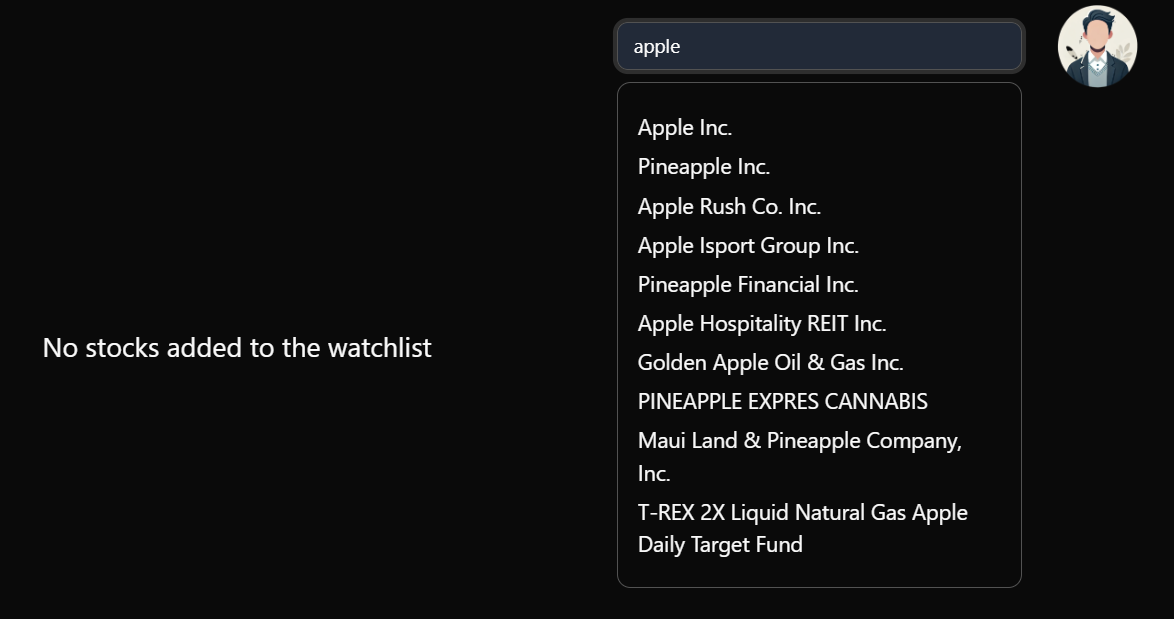 apple
Apple Inc.
Pineapple Inc.
Apple Rush Co. Inc.
Apple Isport Group Inc.
Pineapple Financial Inc.
Apple Hospitality REIT Inc.
Golden Apple Oil & Gas Inc.
PINEAPPLE EXPRES CANNABIS
Maui Land & Pineapple Company,
Inc.
T-REX 2X Liquid Natural Gas Apple
Daily Target Fund
No stocks added to the watchlist